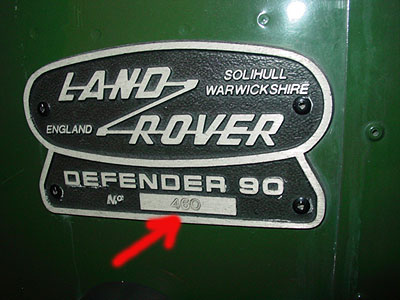 LAND ROVER
SOLIHULL
WARWICKSHIRE
ENGLAND
DEFENDER 90
No: 460